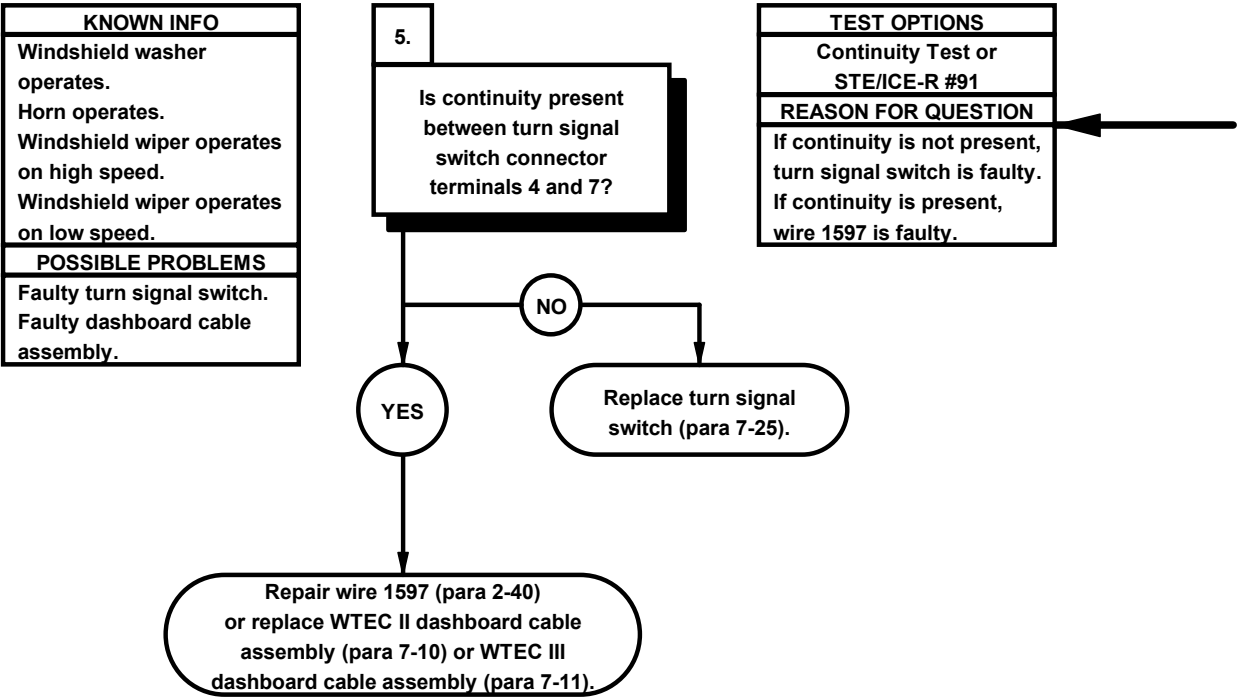 KNOWN INFO
Windshield washer
operates.
Horn operates.
Windshield wiper operates
on high speed.
Windshield wiper operates
on low speed.
POSSIBLE PROBLEMS
Faulty turn signal switch.
Faulty dashboard cable
assembly.
5.
Is continuity present
between turn signal
switch connector
terminals 4 and 7?
TEST OPTIONS
Continuity Test or
STE/ICE-R #91
REASON FOR QUESTION
If continuity is not present,
turn signal switch is faulty.
If continuity is present,
wire 1597 is faulty.
NO
YES
Replace turn signal
switch (para 7-25).
Repair wire 1597 (para 2-40)
or replace WTEC II dashboard cable
assembly (para 7-10) or WTEC III
dashboard cable assembly (para 7-11).